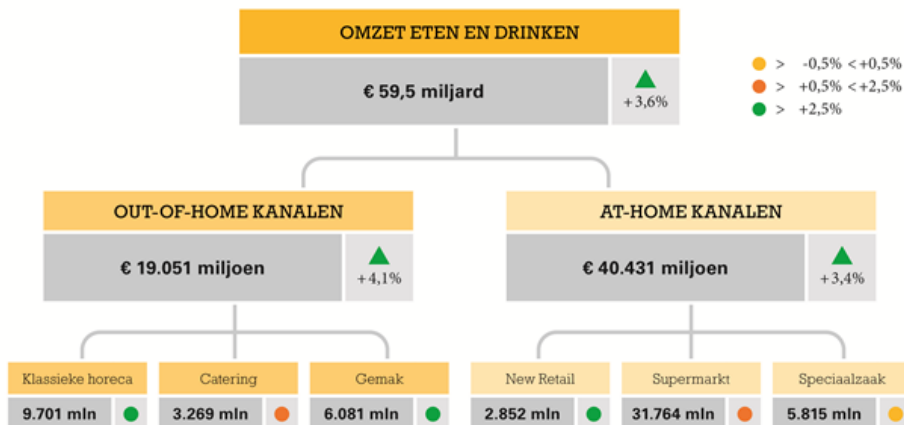 OMZET ETEN EN DRINKEN
€ 59,5 miljard
+3,6%
> -0,5% <+0,5%
> +0,5% <+2,5%
> +2,5%
OUT-OF-HOME KANALEN
€ 19.051 miljoen
+4,1%
AT-HOME KANALEN
€ 40.431 miljoen
+3,4%
Klassieke horeca
9.701 mln
Catering
3.269 mln
Gemak
6.081 mln
New Retail
2.852 mln
Supermarkt
31.764 mln
Speciaalzaak
5.815 mln